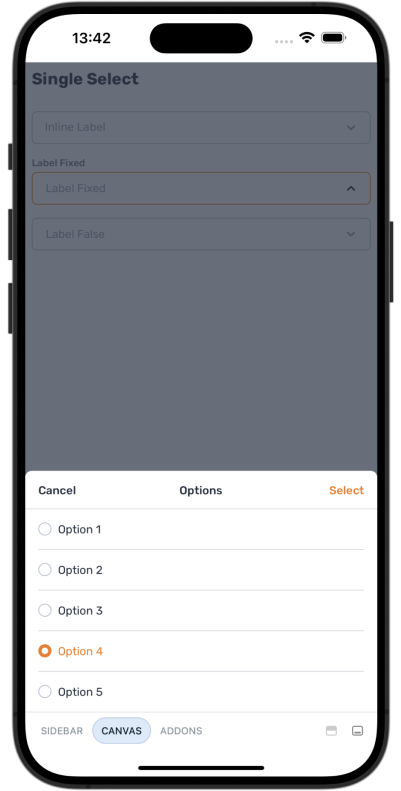 13:42
Single Select
Inline Label
Label Fixed
Label Fixed
Label False
Cancel Options Select
Option 1
Option 2
Option 3
Option 4
Option 5
SIDEBAR CANVAS ADDONS